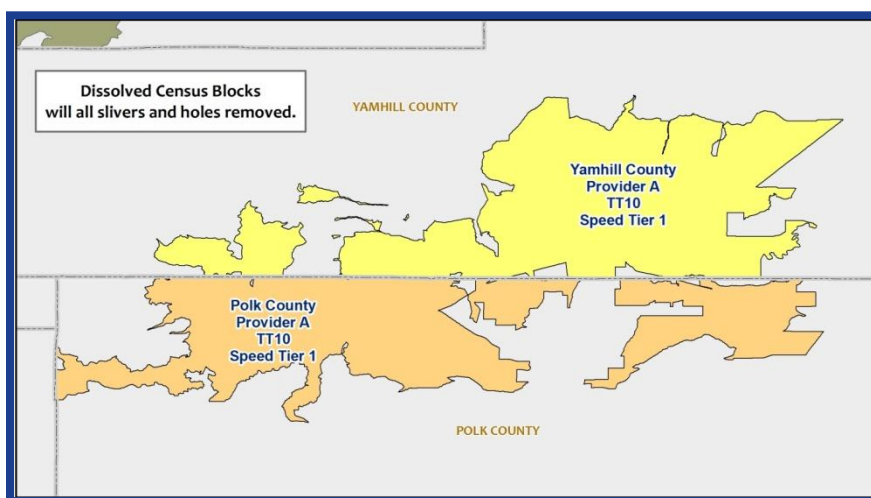 Dissolved Census Blocks
will all slivers and holes removed.
YAMHILL COUNTY
Yamhill County
Provider A
TT10
Speed Tier 1
Polk County
Provider A
TT10
Speed Tier 1
POLK COUNTY